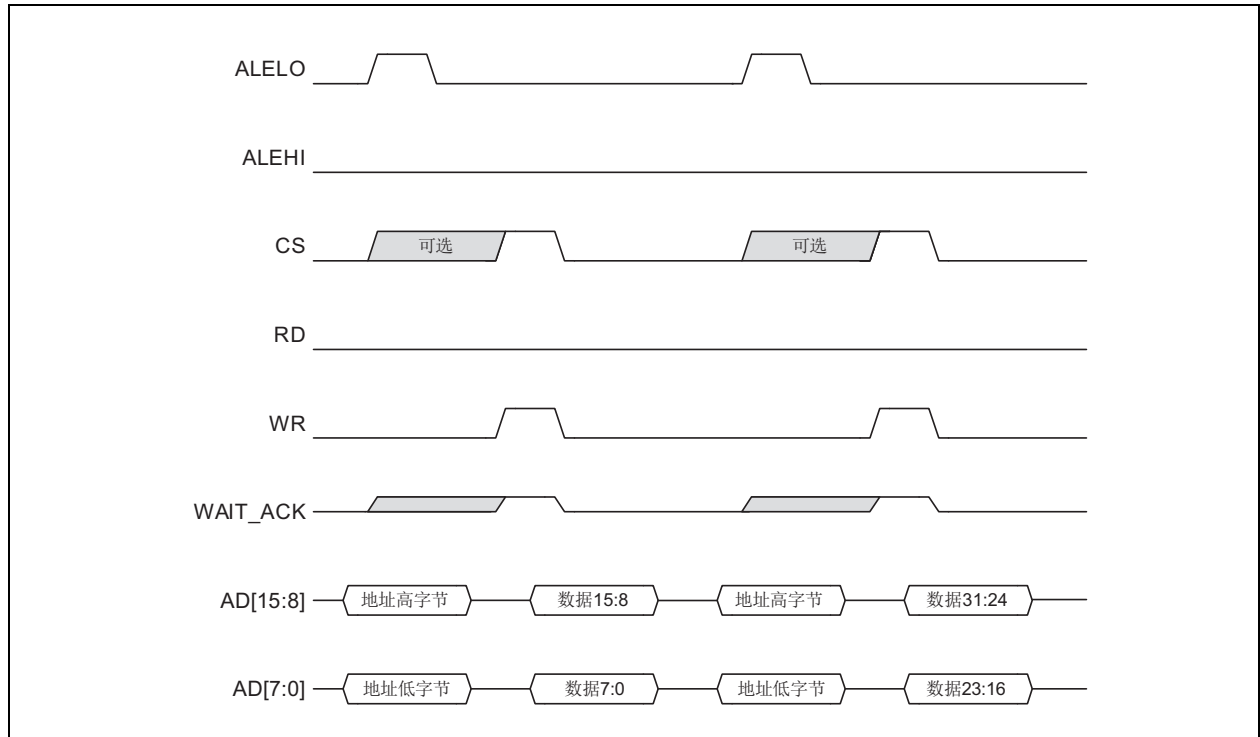 ALELO
ALEHI
CS 可选 可选
RD
WR
WAIT_ACK
AD[15:8] 地址高字节 数据15:8 地址高字节 数据31:24
AD[7:0] 地址低字节 数据7:0 地址低字节 数据23:16